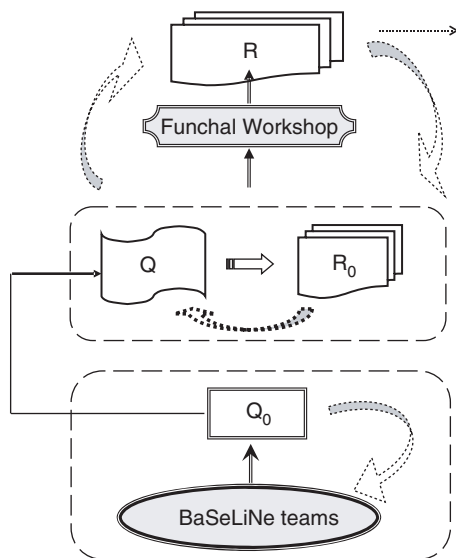 R
Funchal Workshop
Q
R₀
Q₀
BaSeLiNe teams